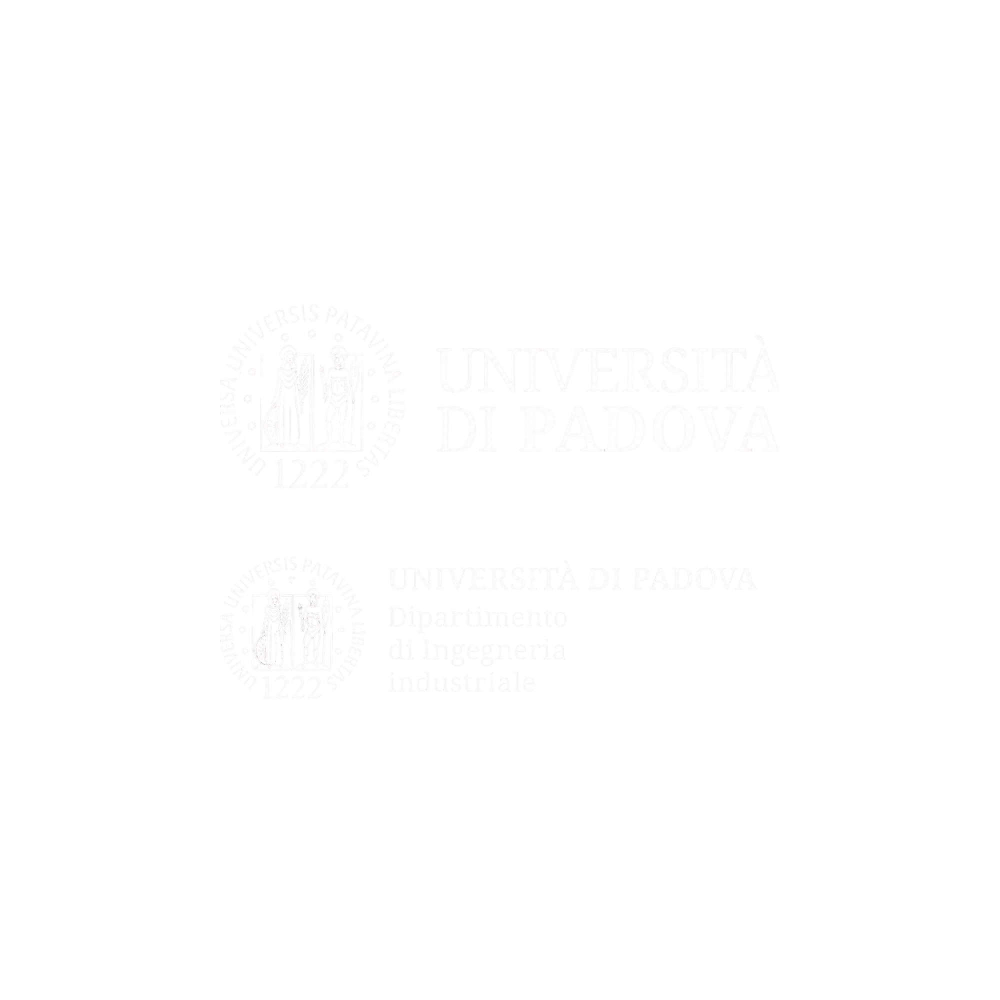 UNIVERSA UNIVERSIS PATAVINA LIBERTAS
1222
UNIVERSITÀ
DI PADOVA
UNIVERSA UNIVERSIS PATAVINA LIBERTAS
1222
UNIVERSITÀ DI PADOVA
Dipartimento
di Ingegneria
industriale